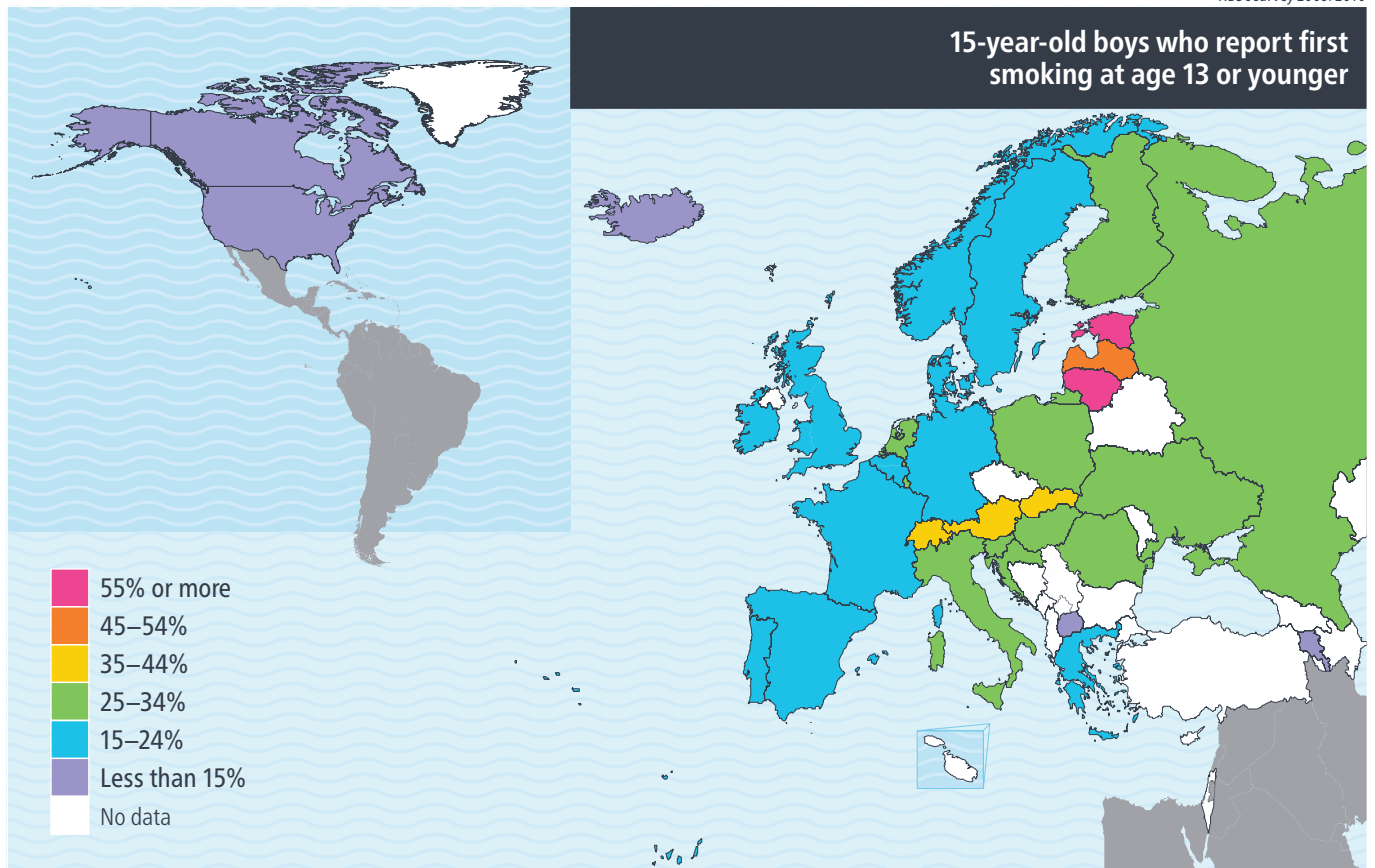 15-year-old boys who report first
smoking at age 13 or younger
55% or more
45–54%
35–44%
25–34%
15–24%
Less than 15%
No data